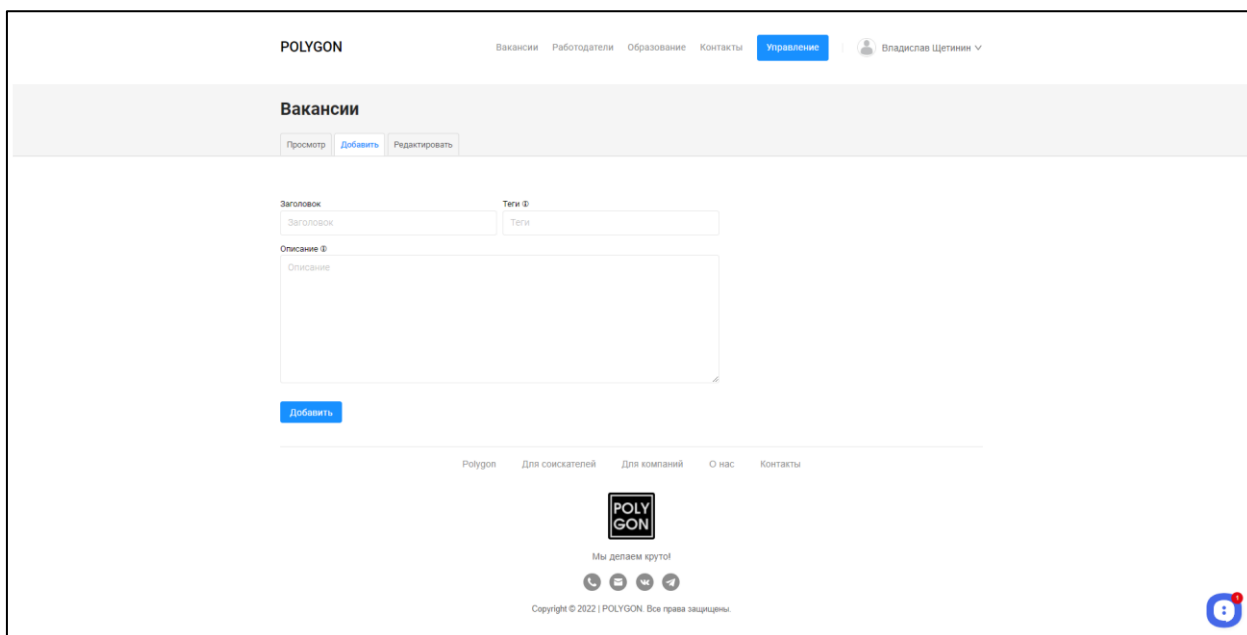 POLYGON Вакансии Работодатели Образование Контакты Управление Владислав Щетинин
Вакансии
Просмотр Добавить Редактировать
Заголовок Теги
Заголовок Теги
Описание
Описание
Добавить
Polygon Для соискателей Для компаний О нас Контакты
POLY
GON
Мы делаем круто!
Copyright © 2022 | POLYGON. Все права защищены.
1